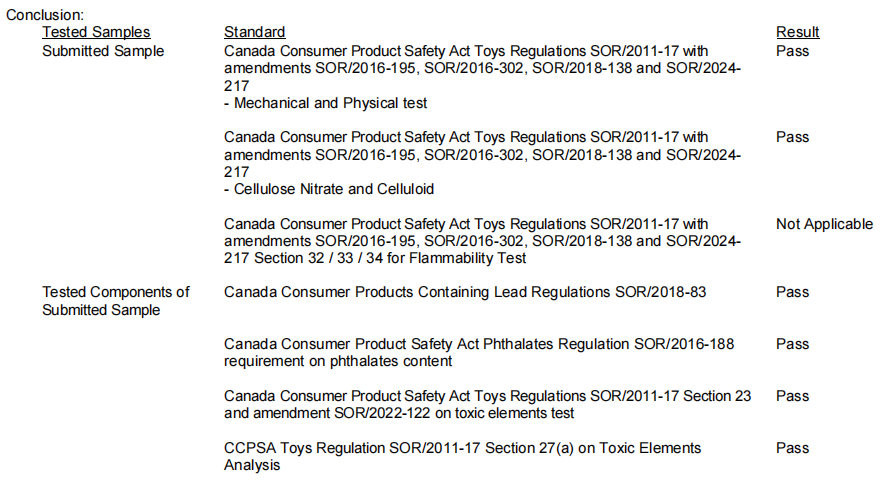 Conclusion:
Tested Samples Standard Result
Submitted Sample Canada Consumer Product Safety Act Toys Regulations SOR/2011-17 with Pass
amendments SOR/2016-195, SOR/2016-302, SOR/2018-138 and SOR/2024-
217
- Mechanical and Physical test
Canada Consumer Product Safety Act Toys Regulations SOR/2011-17 with Pass
amendments SOR/2016-195, SOR/2016-302, SOR/2018-138 and SOR/2024-
217
- Cellulose Nitrate and Celluloid
Canada Consumer Product Safety Act Toys Regulations SOR/2011-17 with Not Applicable
amendments SOR/2016-195, SOR/2016-302, SOR/2018-138 and SOR/2024-
217 Section 32 / 33 / 34 for Flammability Test
Tested Components of Canada Consumer Products Containing Lead Regulations SOR/2018-83 Pass
Submitted Sample
Canada Consumer Product Safety Act Phthalates Regulation SOR/2016-188 Pass
requirement on phthalates content
Canada Consumer Product Safety Act Toys Regulations SOR/2011-17 Section 23 Pass
and amendment SOR/2022-122 on toxic elements test
CCPSA Toys Regulation SOR/2011-17 Section 27(a) on Toxic Elements Pass
Analysis